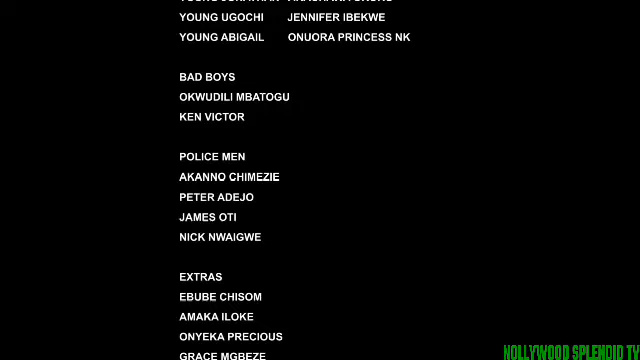 YOUNG UGOCHI JENNIFER IBEKWE
YOUNG ABIGAIL ONUORA PRINCESS NK
BAD BOYS
OKWUDILI MBATOGU
KEN VICTOR
POLICE MEN
AKANNO CHIMEZIE
PETER ADEJO
JAMES OTI
NICK NWAIGWE
EXTRAS
EBUBE CHISOM
AMAKA ILOKE
ONYEKA PRECIOUS
GRACE MGBEZE
NOLLYWOOD SPLENDID TV